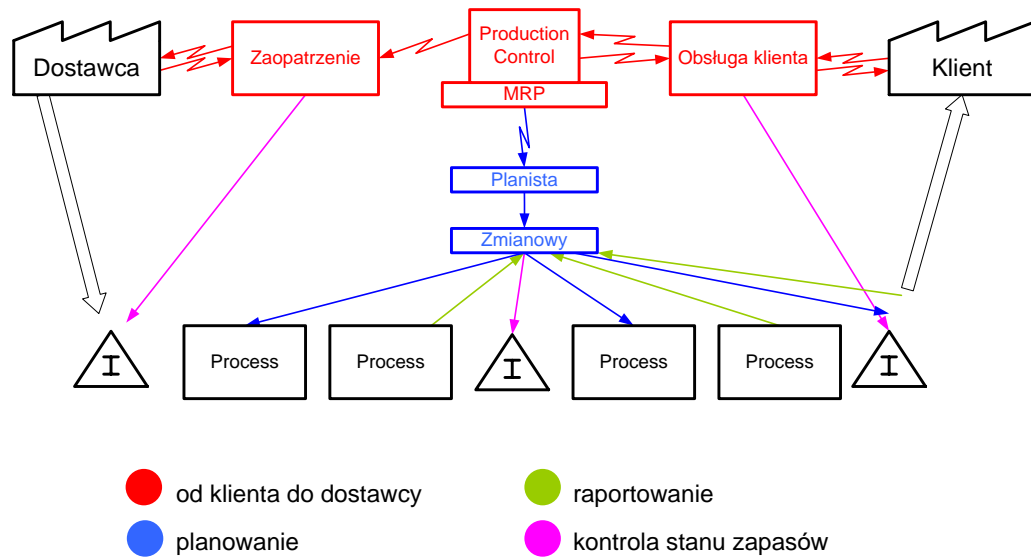 Dostawca
Zaopatrzenie
Production
Control
MRP
Obsługa klienta
Klient
Planista
Zmianowy
I
Process
Process
I
Process
Process
I
od klienta do dostawcy
raportowanie
planowanie
kontrola stanu zapasów